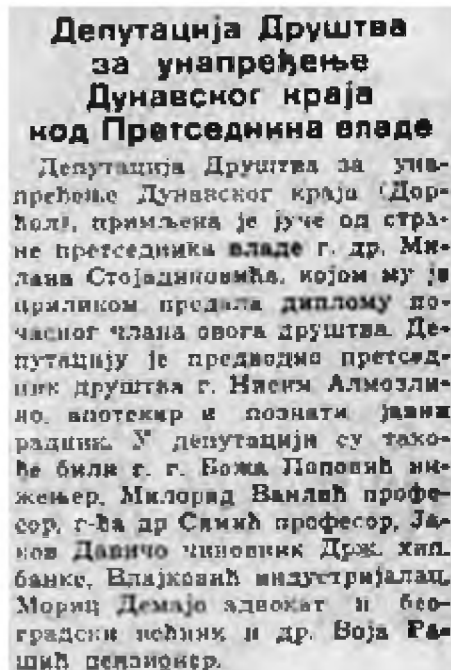 Депутација Друштва
за унапређење
Дунавског краја
код Претседника владе
Депутација Друштва за уна-
пређење Дунавског краја (Дор-
ћол), примљена је јуче од стра-
не претседника владе г. др. Ми-
лана Стојадиновића, којом му је
приликом предала диплому по-
часног члана овога друштва. Де-
путацију је предводио претсед-
ник друштва г. Нисим Алмозли-
но, апотекар и познати јавни
радник. У депутацији су тако-
ђе били г. г. Божа Поповић ин-
жењер, Милорад Ванлић профе-
сор, г-ђа др Симић професор, Ја-
ков Давичо чиновник Држ. хип.
банке, Влајковић индустријалац,
Мориц Демајо адвокат и бео-
градски већник и др. Воја Ра-
шић пензионер.